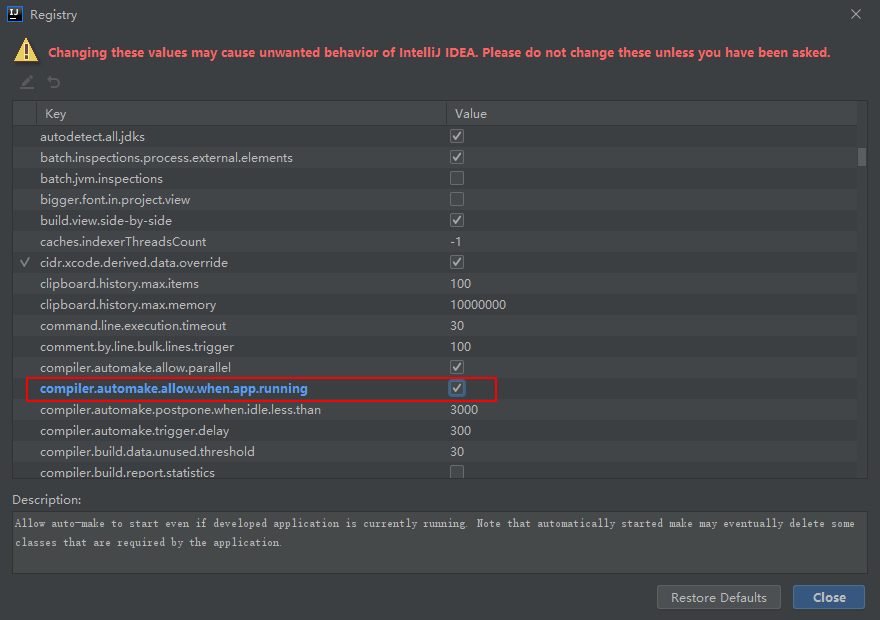 IJ Registry
Changing these values may cause unwanted behavior of IntelliJ IDEA. Please do not change these unless you have been asked.
Key Value
autodetect.all.jdks
batch.inspections.process.external.elements
batch.jvm.inspections
bigger.font.in.project.view
build.view.side-by-side
caches.indexerThreadsCount -1
cidr.xcode.derived.data.override
clipboard.history.max.items 100
clipboard.history.max.memory 10000000
command.line.execution.timeout 30
comment.by.line.bulk.lines.trigger 100
compiler.automake.allow.parallel
compiler.automake.allow.when.app.running
compiler.automake.postpone.when.idle.less.than 3000
compiler.automake.trigger.delay 300
compiler.build.data.unused.threshold 30
compiler.build.report.statistics
Description:
Allow auto-make to start even if developed application is currently running. Note that automatically started make may eventually delete some
classes that are required by the application.
Restore Defaults Close